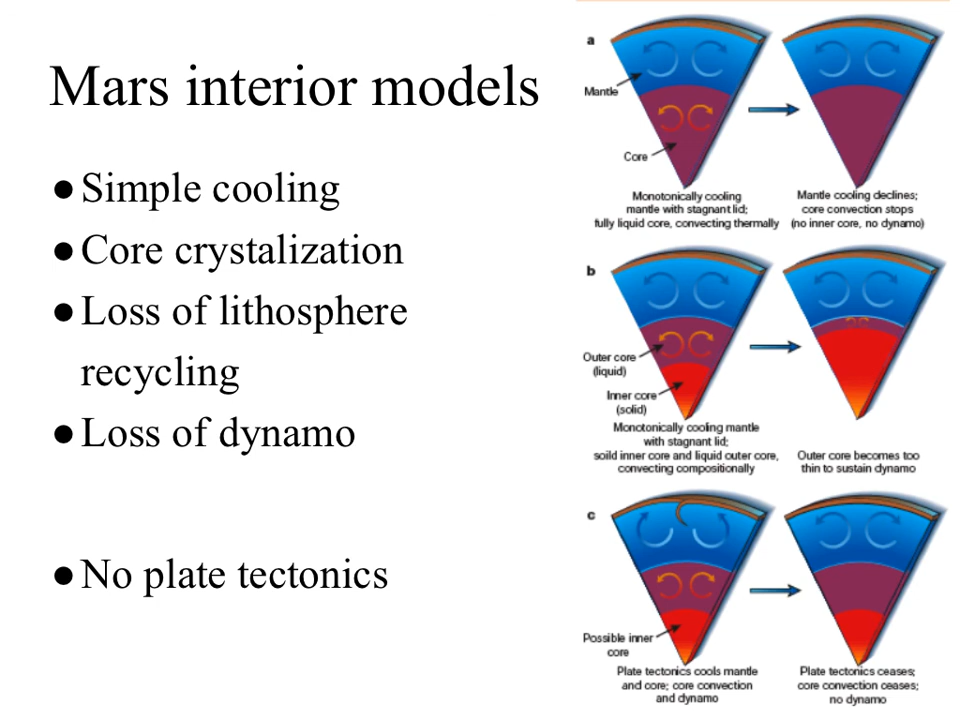 Mars interior models
●Simple cooling
●Core crystalization
●Loss of lithosphere
recycling
●Loss of dynamo
●No plate tectonics
a
Mantle
Core
Monotonically cooling
mantle with stagnant lid;
fully liquid core, convecting thermally
Mantle cooling declines;
core convection stops
(no inner core, no dynamo)
b
Outer core
(liquid)
Inner core
(solid)
Monotonically cooling mantle
with stagnant lid;
soild inner core and liquid outer core,
convecting compositionally
Outer core becomes too
thin to sustain dynamo
c
Possible inner
core
Plate tectonics cools mantle
and core; core convection
and dynamo
Plate tectonics ceases;
core convection ceases;
no dynamo